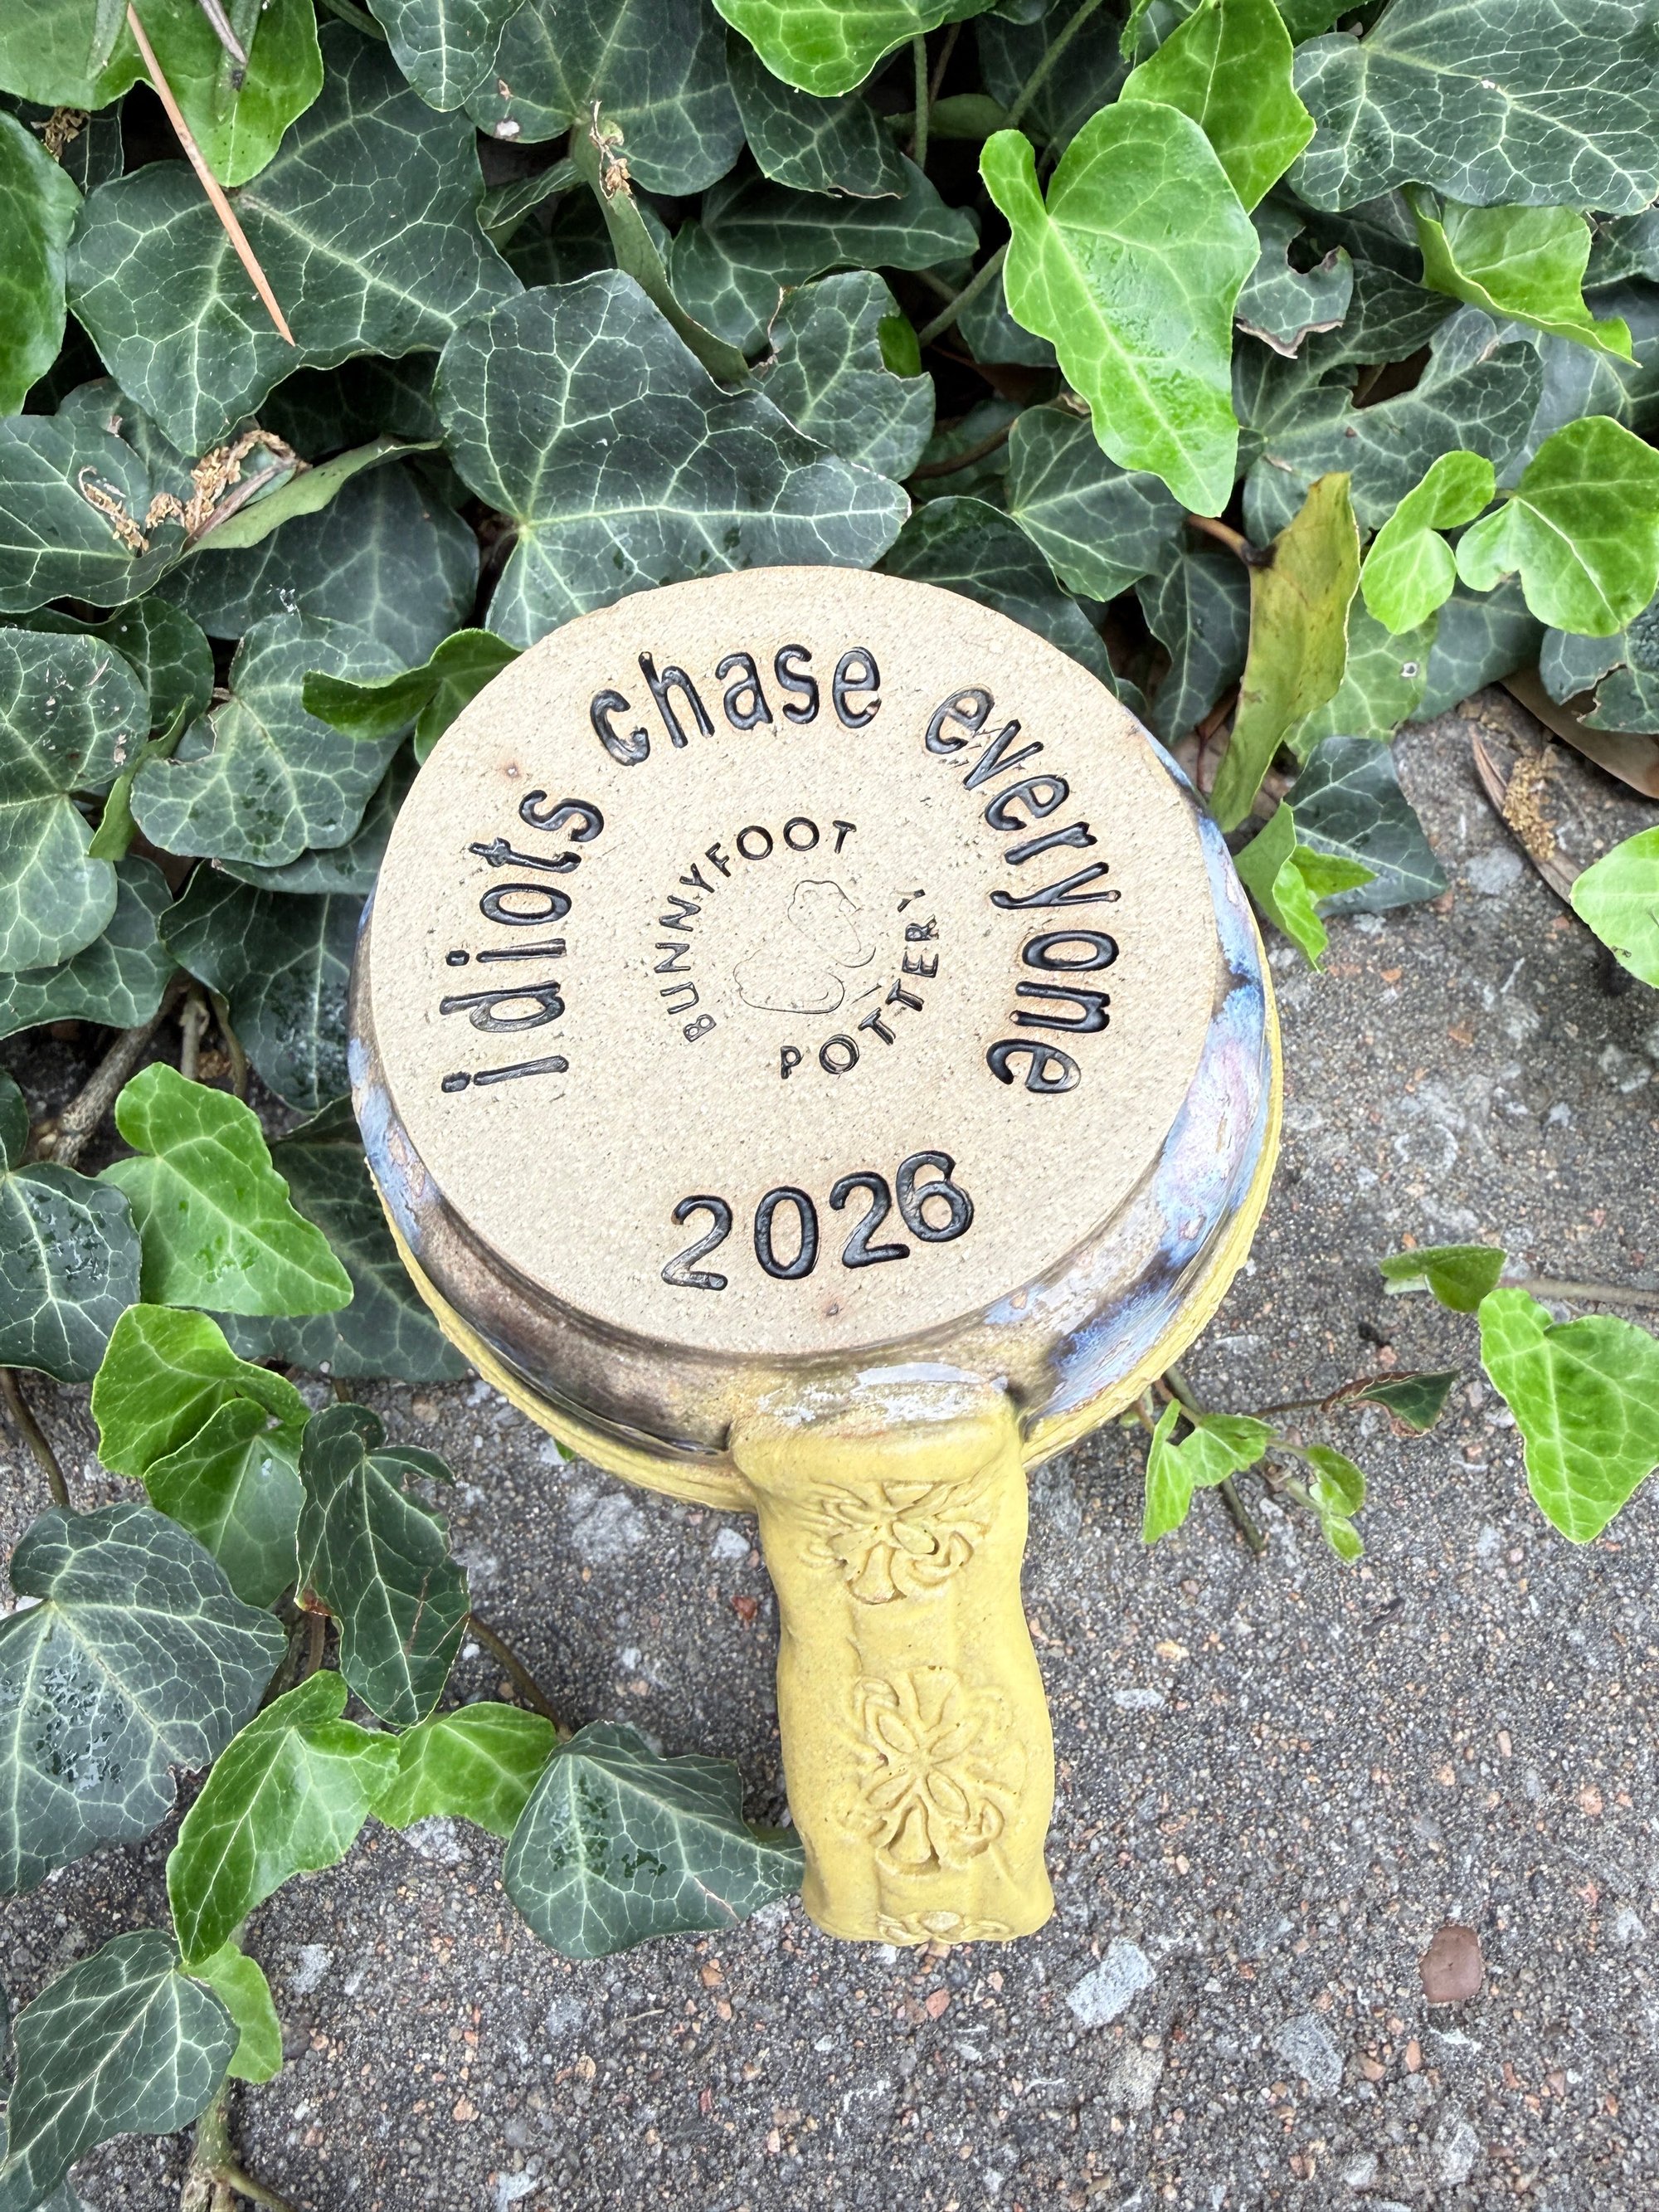 idiots chase everyone
BUNNYFOOT
POTTERY
2026